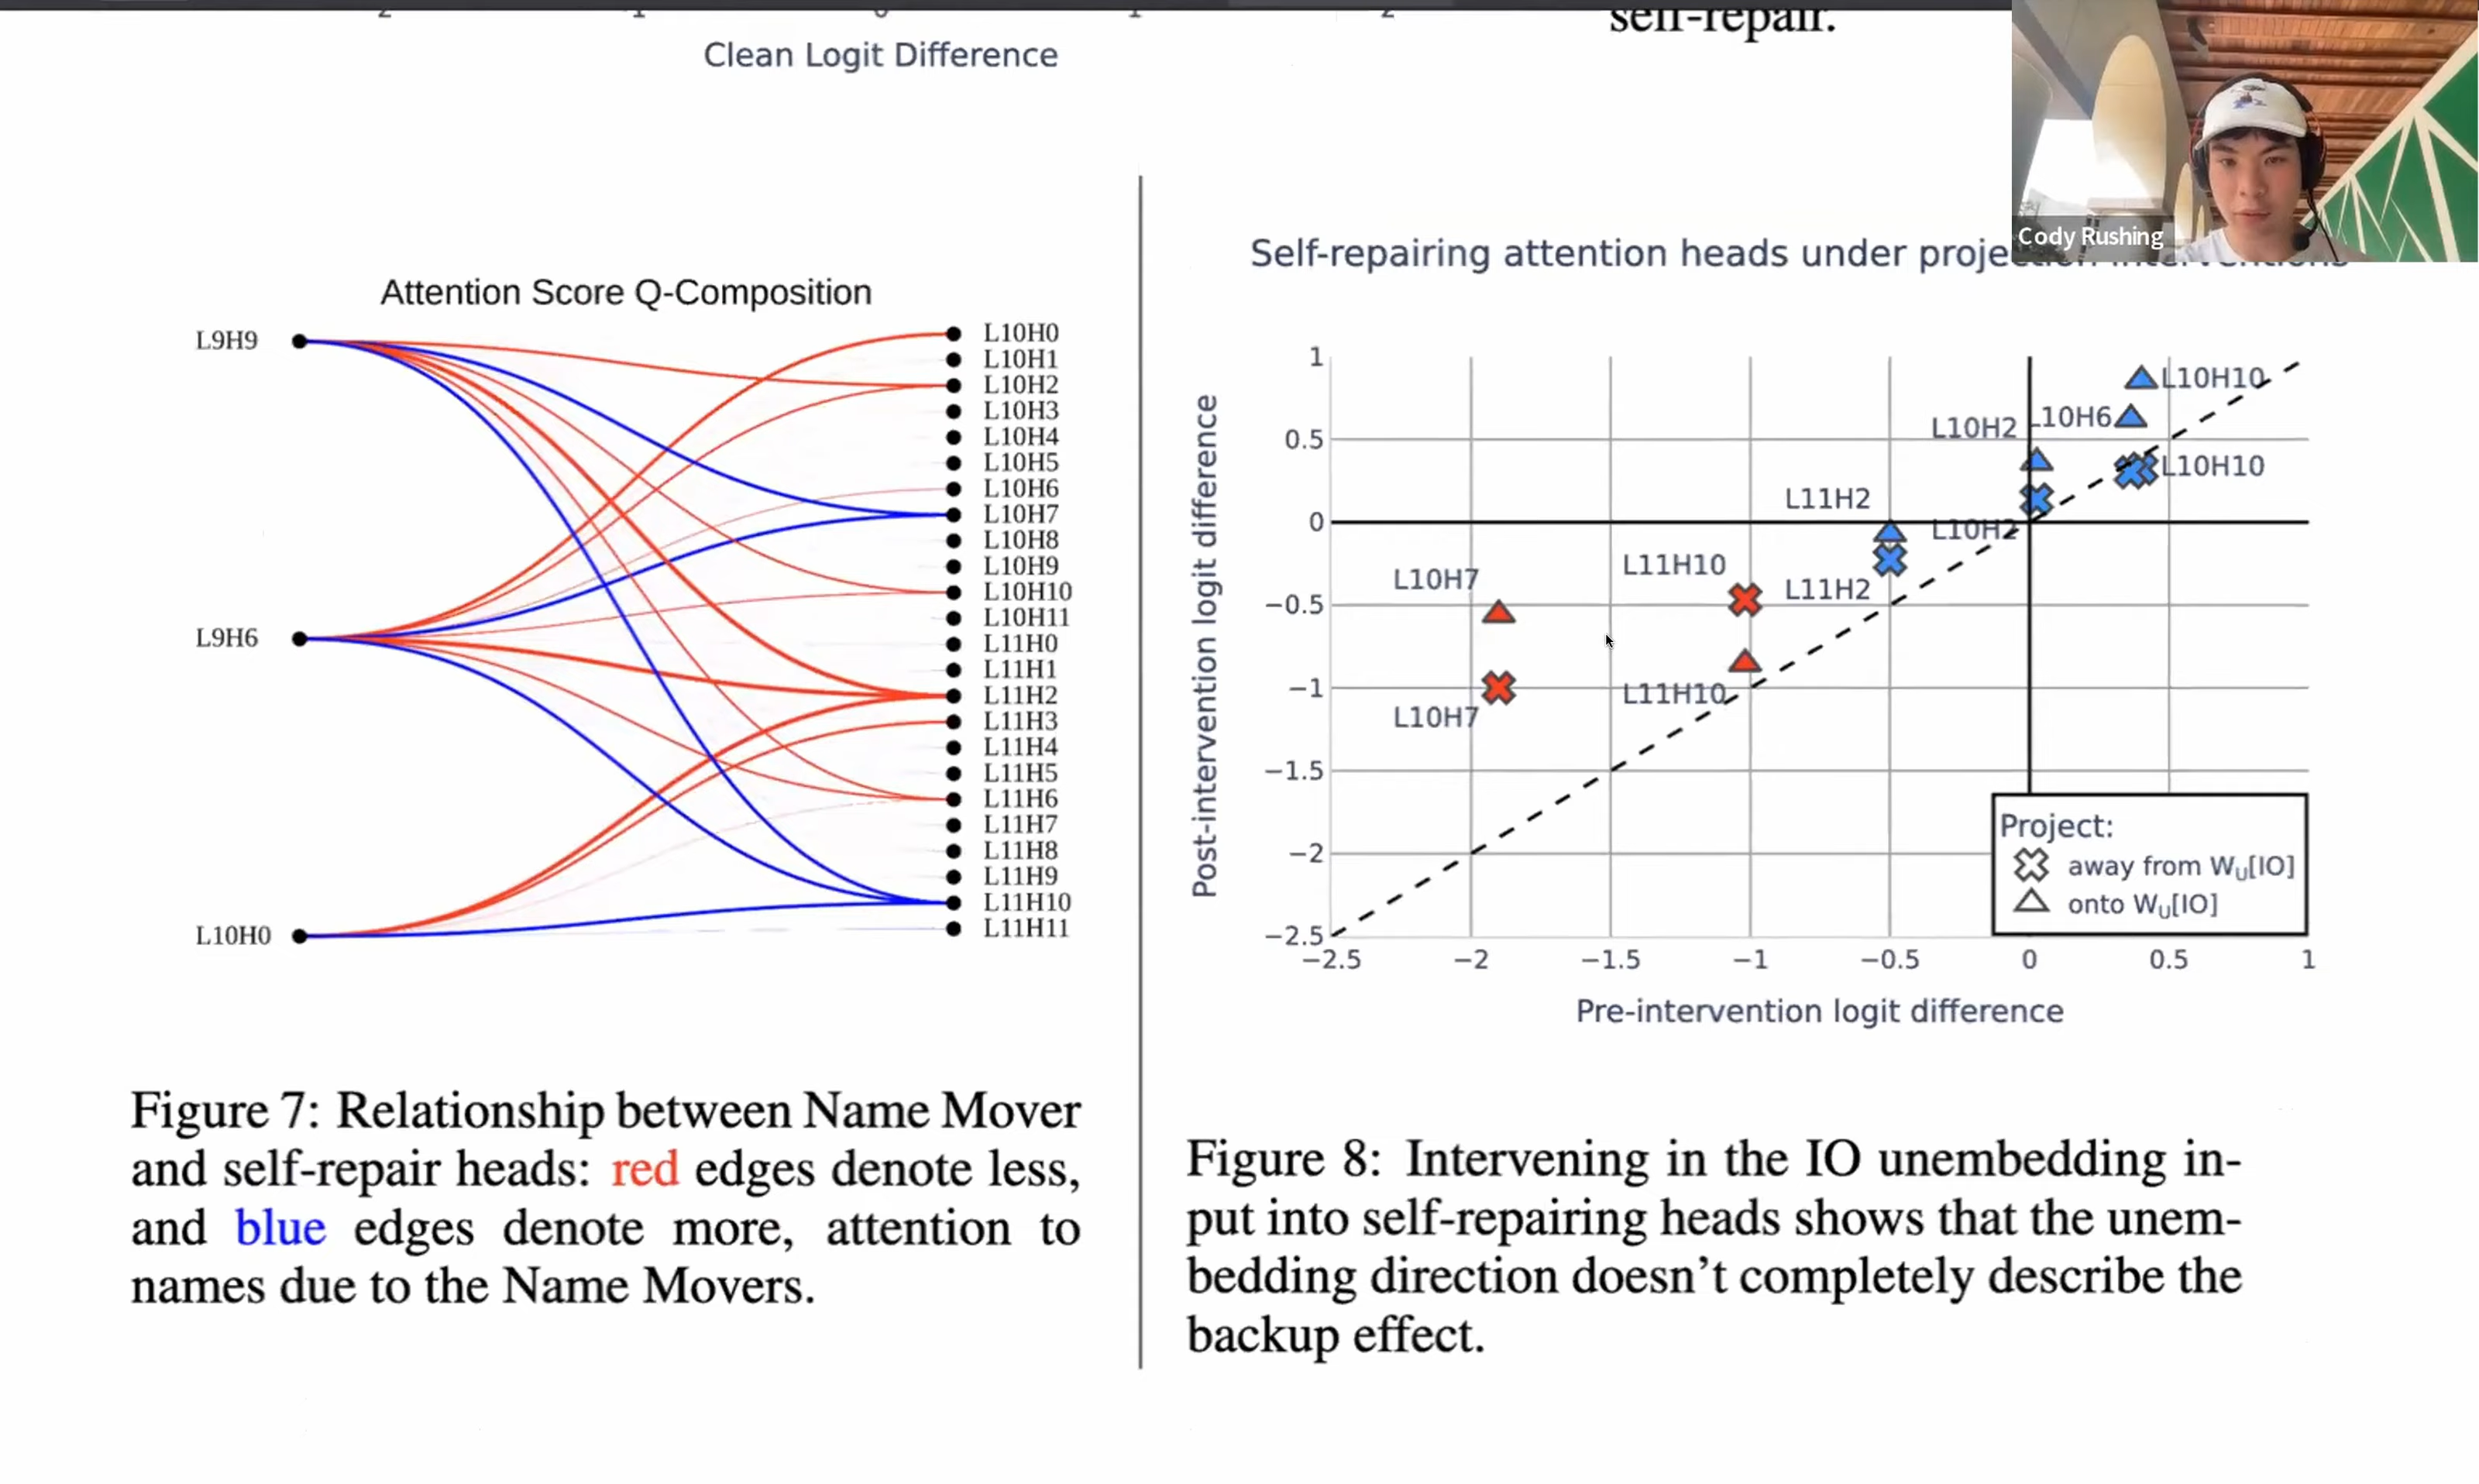 self-repair.
Clean Logit Difference
Cody Rushing
Attention Score Q-Composition
L9H9
L9H6
L10H0
L10H0
L10H1
L10H2
L10H3
L10H4
L10H5
L10H6
L10H7
L10H8
L10H9
L10H10
L10H11
L11H0
L11H1
L11H2
L11H3
L11H4
L11H5
L11H6
L11H7
L11H8
L11H9
L11H10
L11H11
Figure 7: Relationship between Name Mover
and self-repair heads: red edges denote less,
and blue edges denote more, attention to
names due to the Name Movers.
Self-repairing attention heads under
Post-intervention logit difference
1
0.5
0
−0.5
−1
−1.5
−2
−2.5
L10H10
L10H6
L10H2
L10H10
L11H2
L10H2
L11H10
L10H7
L11H2
L11H10
L10H7
Project:
away from WU[IO]
onto WU[IO]
−2.5 −2 −1.5 −1 −0.5 0 0.5 1
Pre-intervention logit difference
Figure 8: Intervening in the IO unembedding in-
put into self-repairing heads shows that the unem-
bedding direction doesn't completely describe the
backup effect.